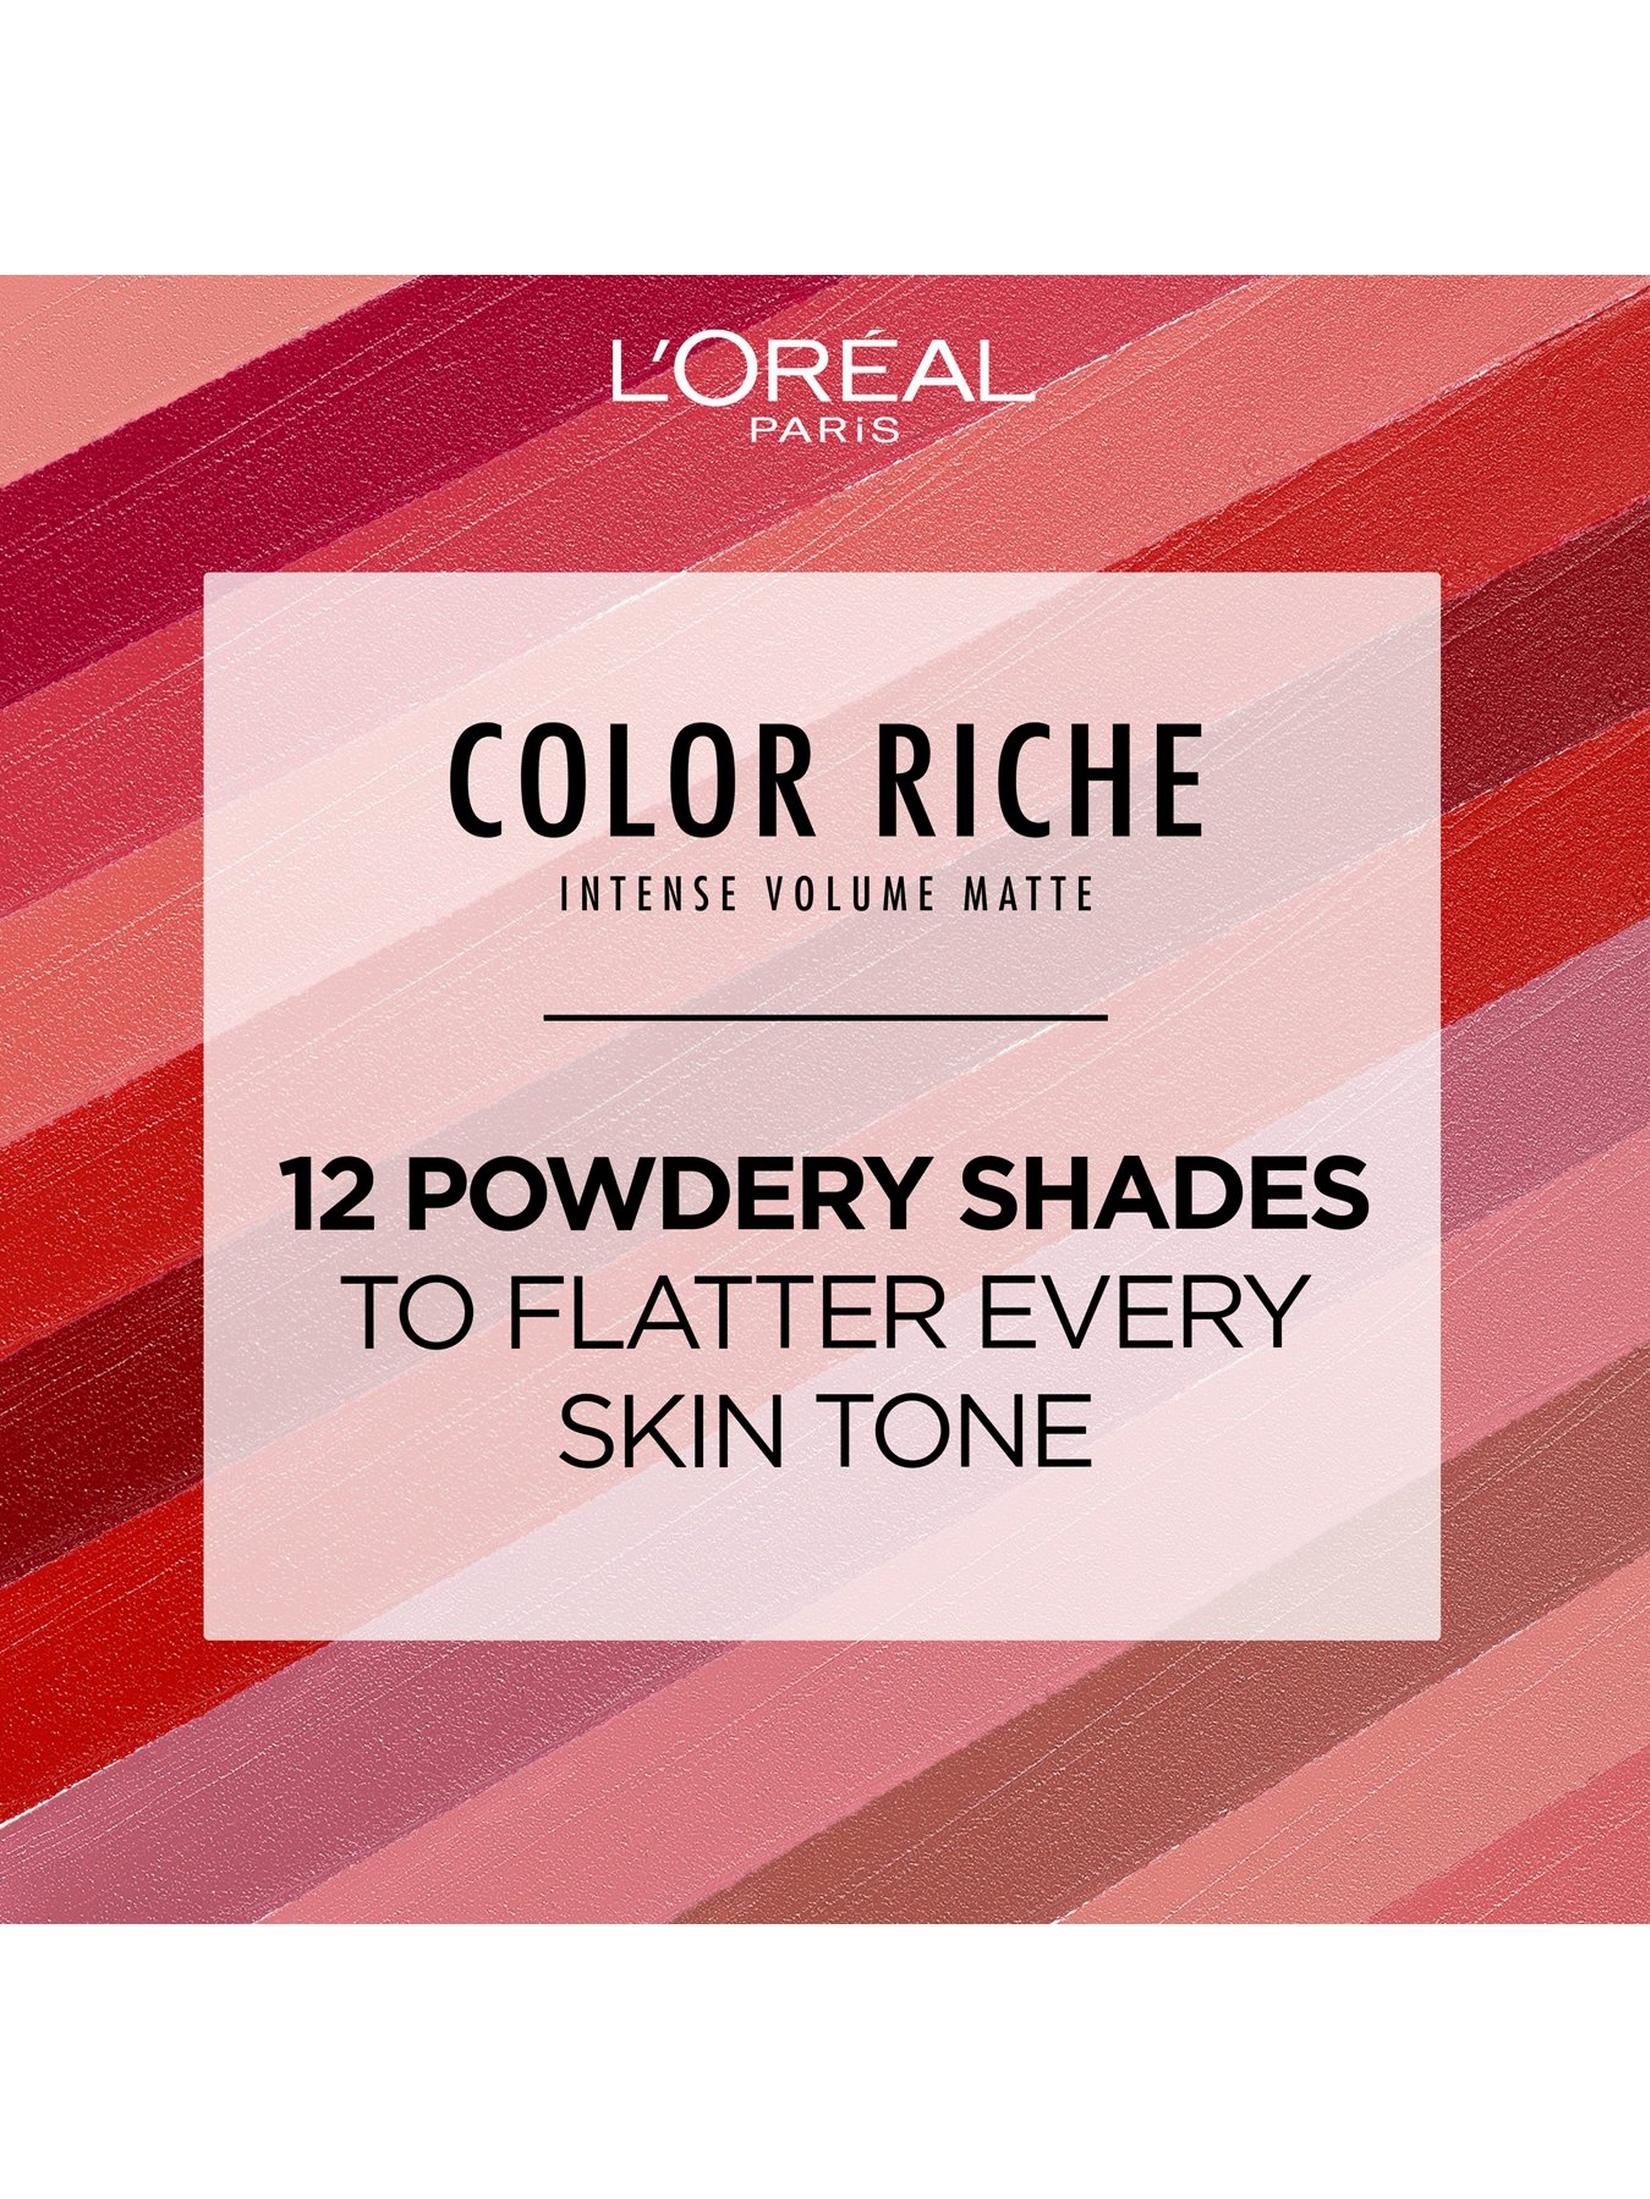 L'ORÉAL
PARiS
COLOR RICHE
INTENSE VOLUME MATTE
12 POWDERY SHADES
TO FLATTER EVERY
SKIN TONE